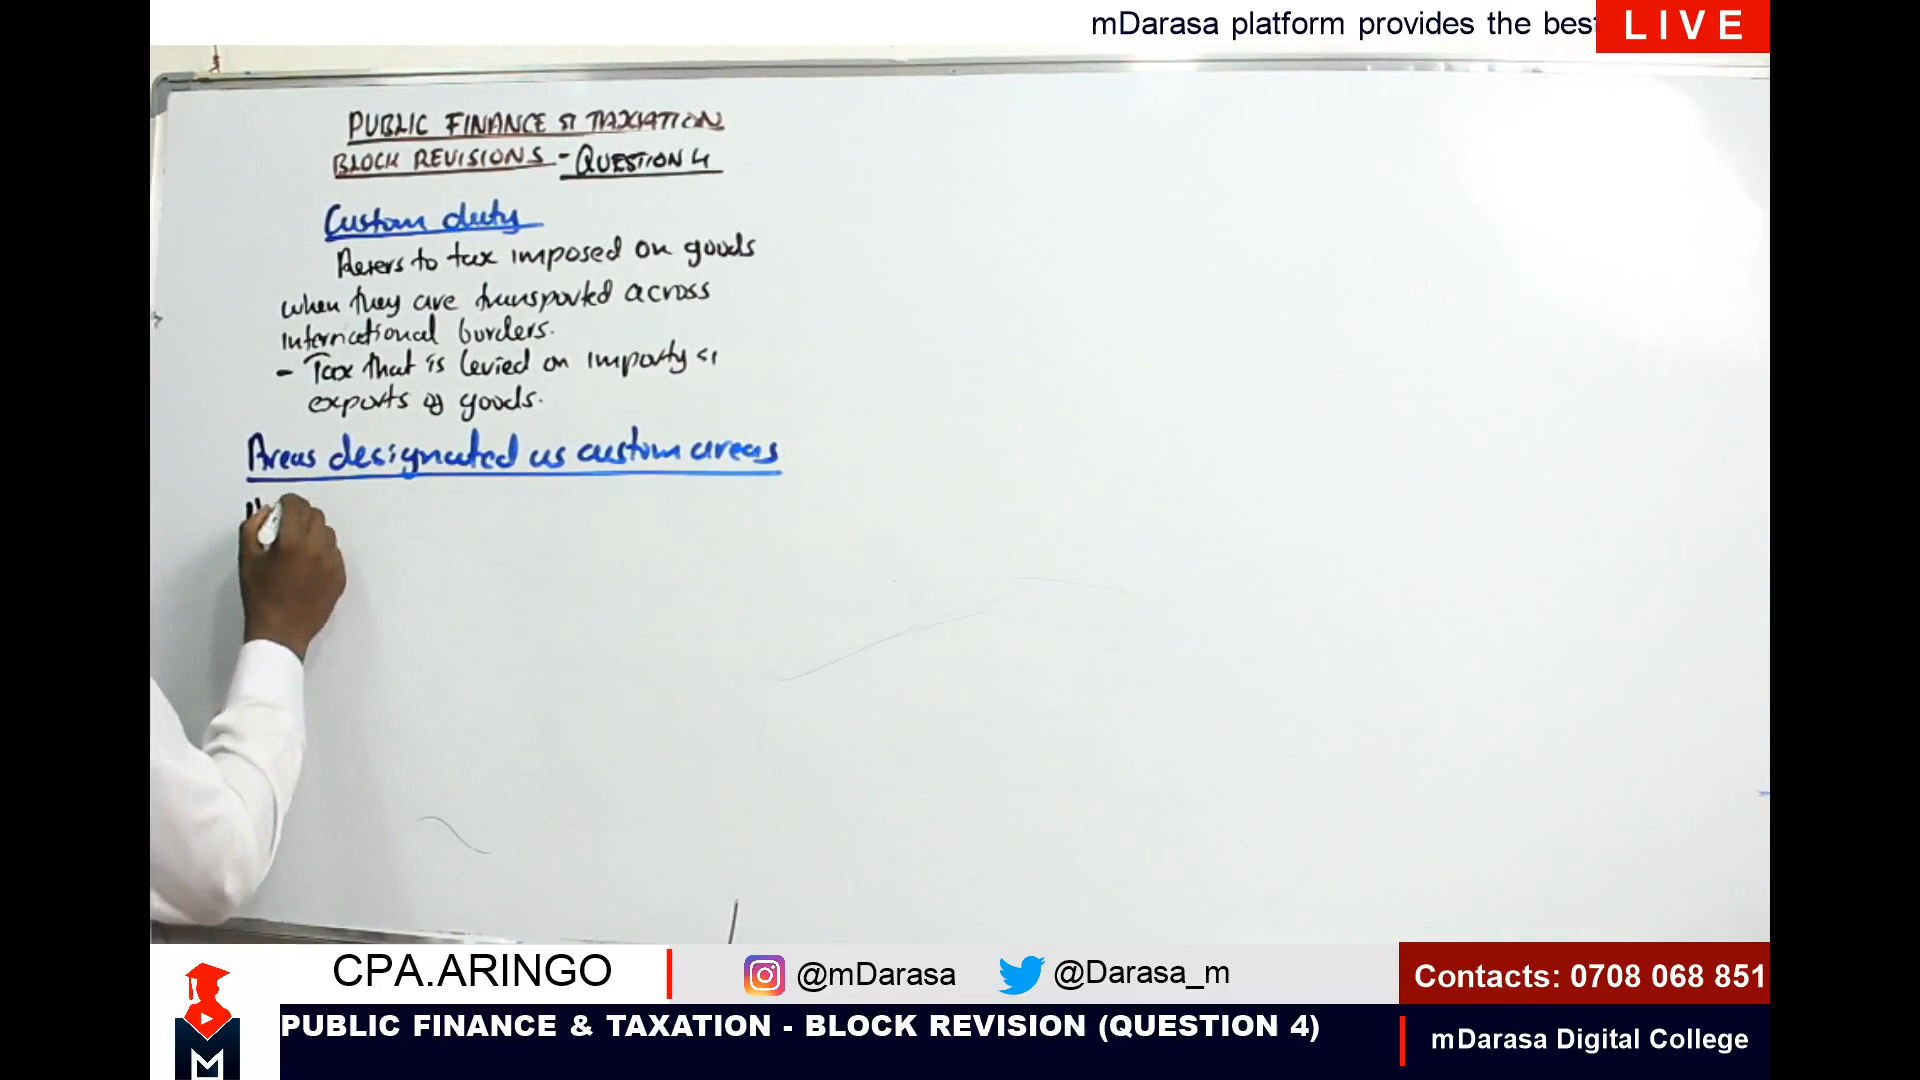 mDarasa platform provides the best
LIVE
PUBLIC FINANCE & TAXATION
BLOCK REVISIONS - QUESTION 4
Custom duty
Refers to tax imposed on goods
when they are transported across
international borders.
- Tax that is levied on imports &
exports of goods.
Areas designated as custom areas
CPA.ARINGO
@mDarasa
@Darasa_m
Contacts: 0708 068 851
PUBLIC FINANCE & TAXATION - BLOCK REVISION (QUESTION 4)
mDarasa Digital College
M